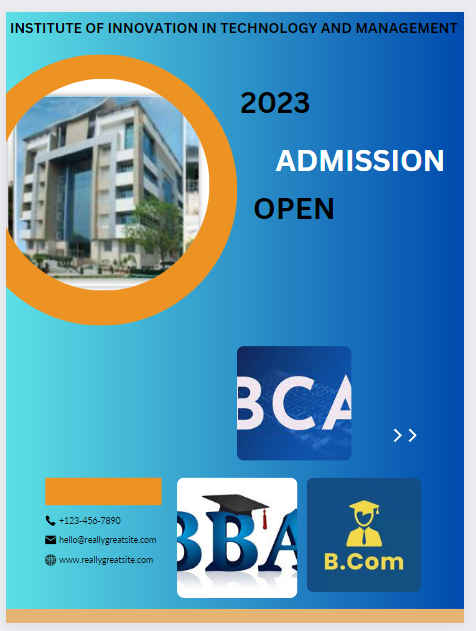 INSTITUTE OF INNOVATION IN TECHNOLOGY AND MANAGEMENT
2023
ADMISSION
OPEN
BCA
+123-456-7890
hello@reallygreatsite.com
www.reallygreatsite.com
BBA
B.Com